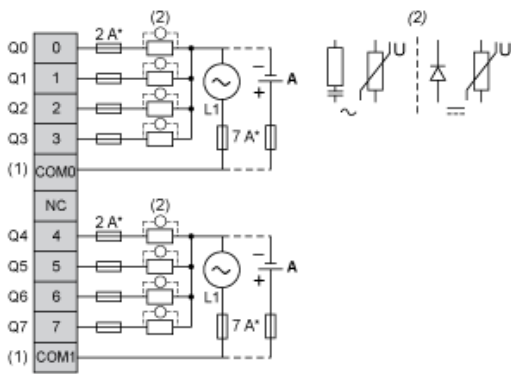 (2) (2)
Q0 0 2 A*
Q1 1
Q2 2
Q3 3
L1 7 A* − + A
(1) COM0
NC
Q4 4 2 A* (2)
Q5 5
Q6 6
Q7 7
L1 7 A* − + A
(1) COM1
U U